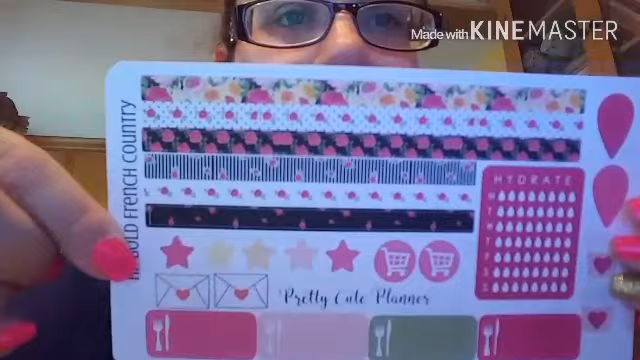 Made with KINEMASTER
BOLD FRENCH COUNTRY
HYDRATE
M
T
W
T
F
S
S
Pretty Cute Planner